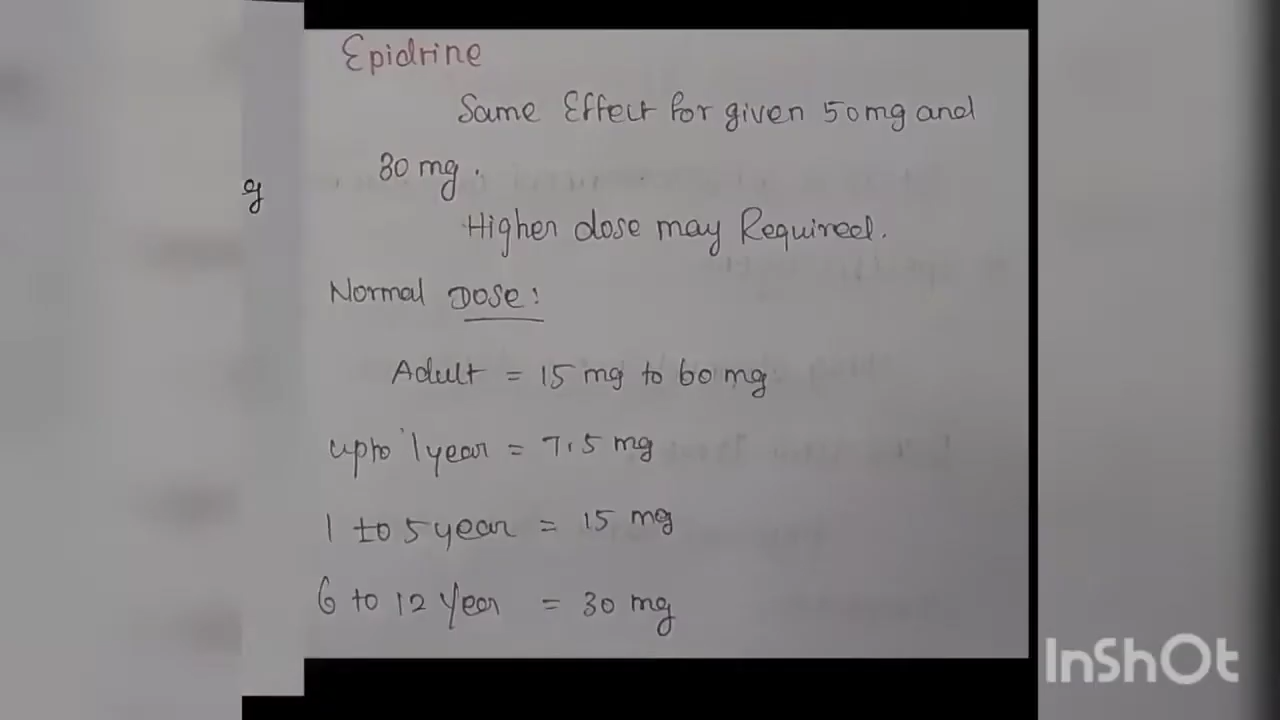 Epidrine
Same Effect for given 50mg and
30 mg.
Higher dose may Required.
g
Normal Dose:
Adult = 15 mg to 60 mg
upto 1 year = 7.5 mg
1 to 5 year = 15 mg
6 to 12 Year = 30 mg
InShOt